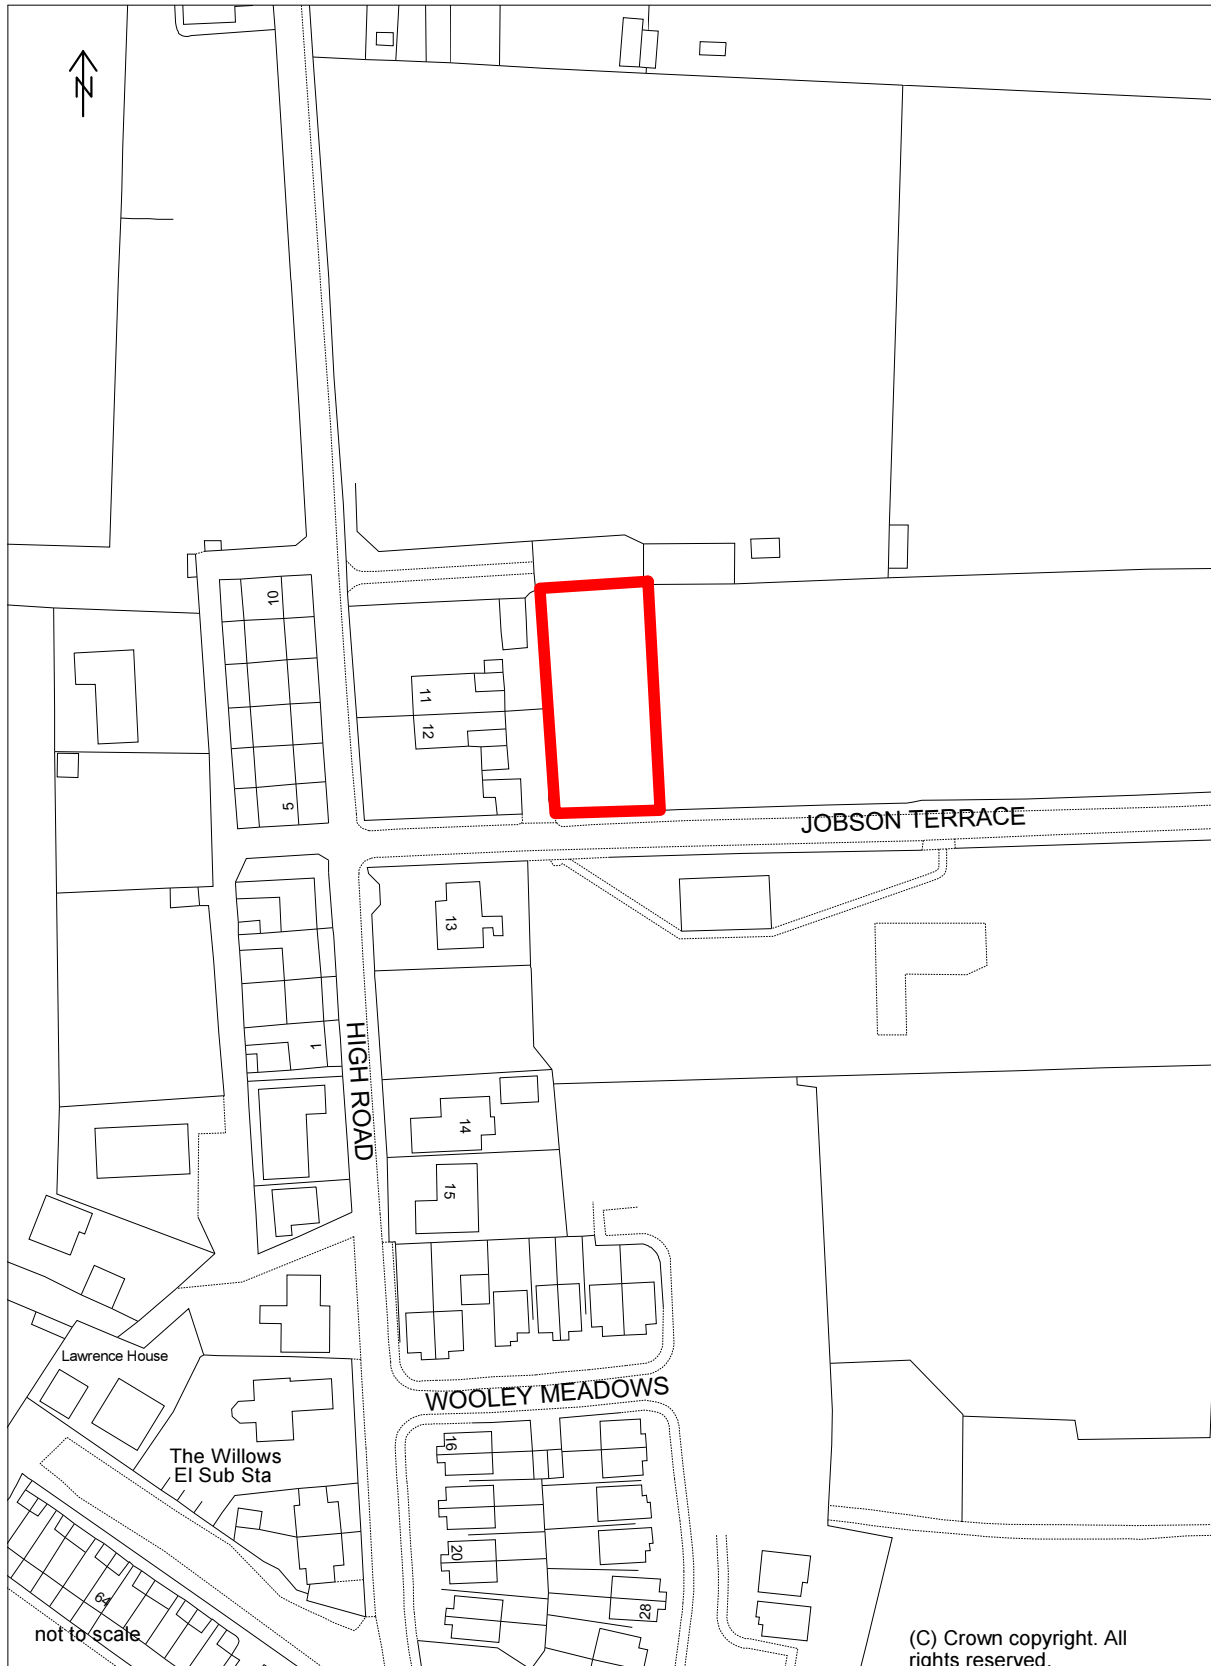 N
10
11
12
5
JOBSON TERRACE
13
1
HIGH ROAD
14
15
Lawrence House
WOOLEY MEADOWS
16
The Willows
El Sub Sta
20
64
28
not to scale
(C) Crown copyright. All
rights reserved.